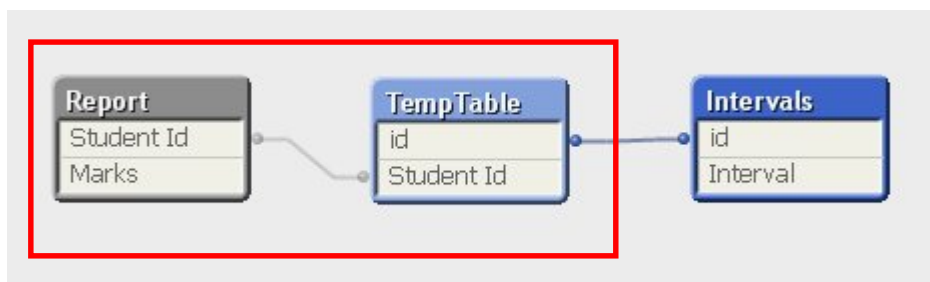 Report
Student Id
Marks
TempTable
id
Student Id
Intervals
id
Interval